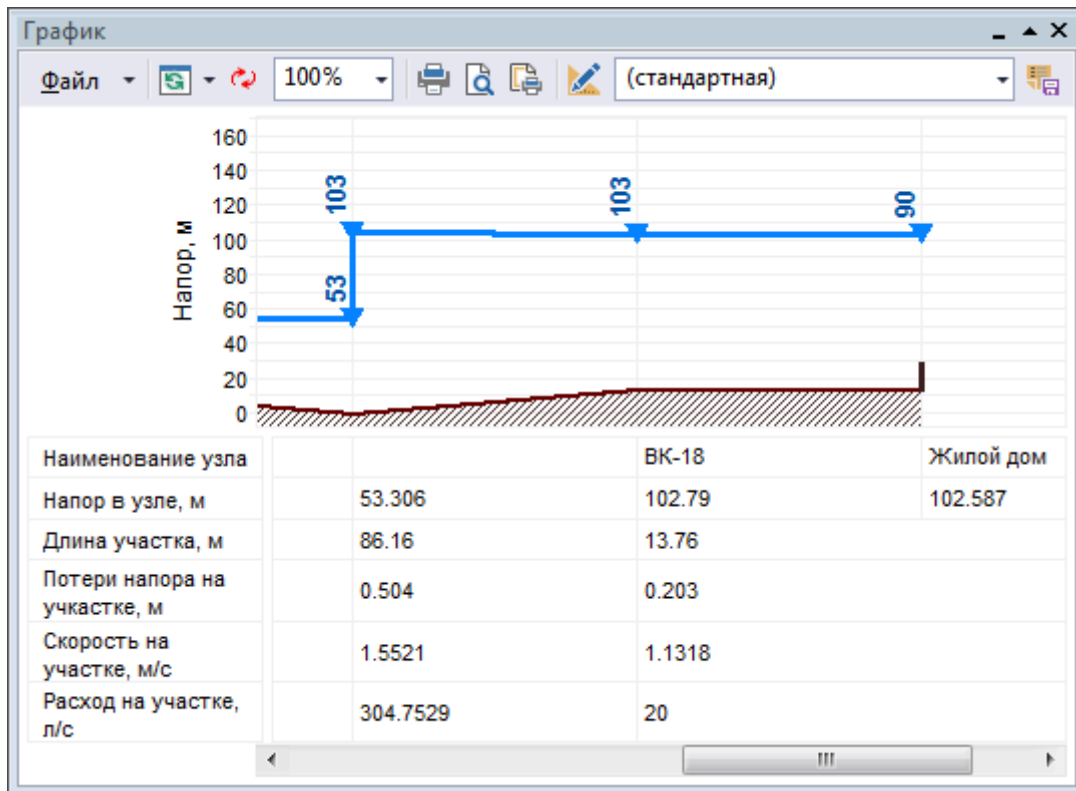 График
Файл
100%
(стандартная)
Напор, м
160
140
120
100
80
60
40
20
0
103
53
103
90
Наименование узла ВК-18 Жилой дом
Напор в узле, м 53.306 102.79 102.587
Длина участка, м 86.16 13.76
Потери напора на
учкастке, м 0.504 0.203
Скорость на
участке, м/с 1.5521 1.1318
Расход на участке,
л/с 304.7529 20